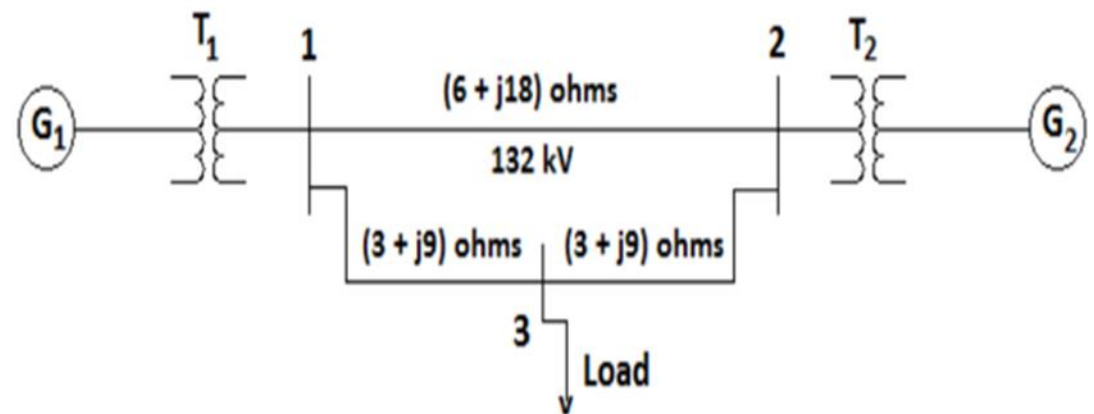 T1
1
2
T2
G1
(6 + j18) ohms
132 kV
G2
(3 + j9) ohms
(3 + j9) ohms
3
Load